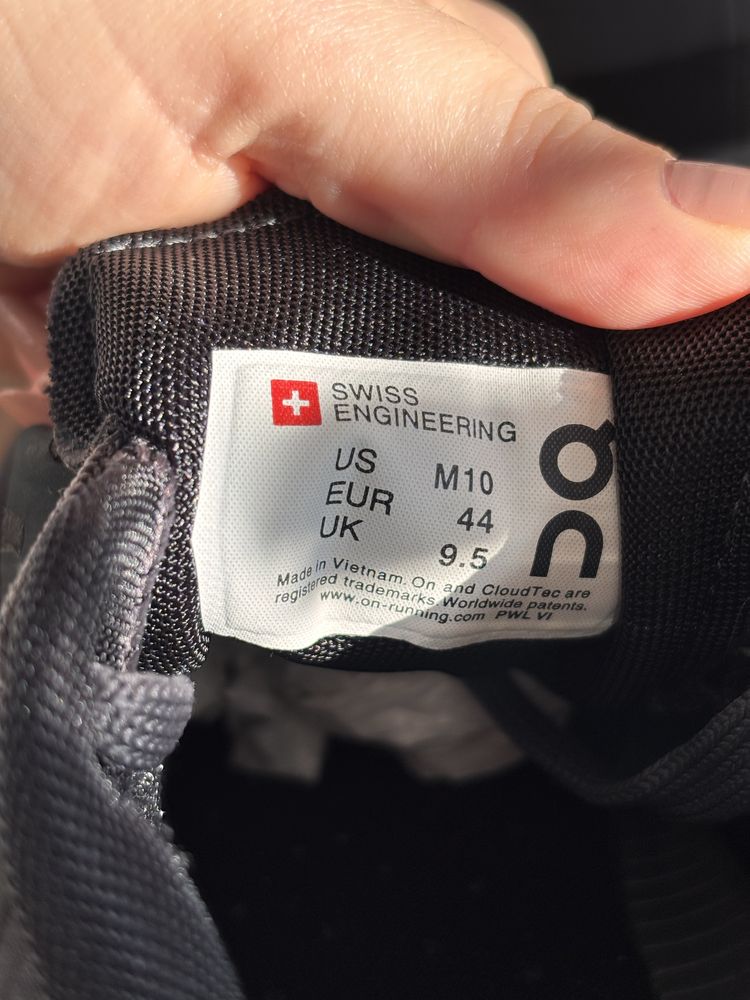 SWISS
ENGINEERING
US M10
EUR 44
UK 9.5
Made in Vietnam. On and CloudTec are
registered trademarks. Worldwide patents.
www.on-running.com PWL VI
On